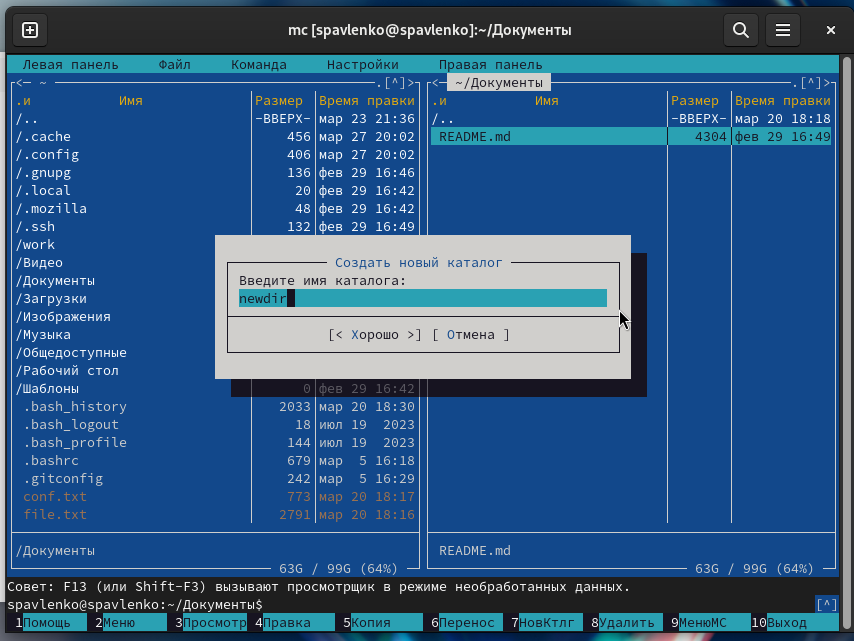 mc [spavlenko@spavlenko]:~/Документы
Левая панель Файл Команда Настройки Правая панель
<─ ~ .[^]> <─ ~/Документы .[^]>
.и Имя Размер Время правки .и Имя Размер Время правки
/.. -ВВЕРХ- мар 23 21:36 /.. -ВВЕРХ- мар 20 18:18
/.cache 456 мар 27 20:02 README.md 4304 фев 29 16:49
/.config 406 мар 27 20:02
/.gnupg 136 фев 29 16:46
/.local 20 фев 29 16:42
/.mozilla 48 фев 29 16:42
/.ssh 132 фев 29 16:49
/work
/Видео
/Документы
/Загрузки
/Изображения
/Музыка
/Общедоступные
/Рабочий стол
/Шаблоны 0 фев 29 16:42
.bash_history 2033 мар 20 18:30
.bash_logout 18 июл 19 2023
.bash_profile 144 июл 19 2023
.bashrc 679 мар 5 16:18
.gitconfig 242 мар 5 16:29
conf.txt 773 мар 20 18:17
file.txt 2791 мар 20 18:16
Создать новый каталог
Введите имя каталога:
newdir
[< Хорошо >] [ Отмена ]
/Документы README.md
63G / 99G (64%) 63G / 99G (64%)
Совет: F13 (или Shift-F3) вызывают просмотрщик в режиме необработанных данных.
spavlenko@spavlenko:~/Документы$ [^]
1Помощь 2Меню 3Просмотр 4Правка 5Копия 6Перенос 7НовКтлг 8Удалить 9МенюМС 10Выход